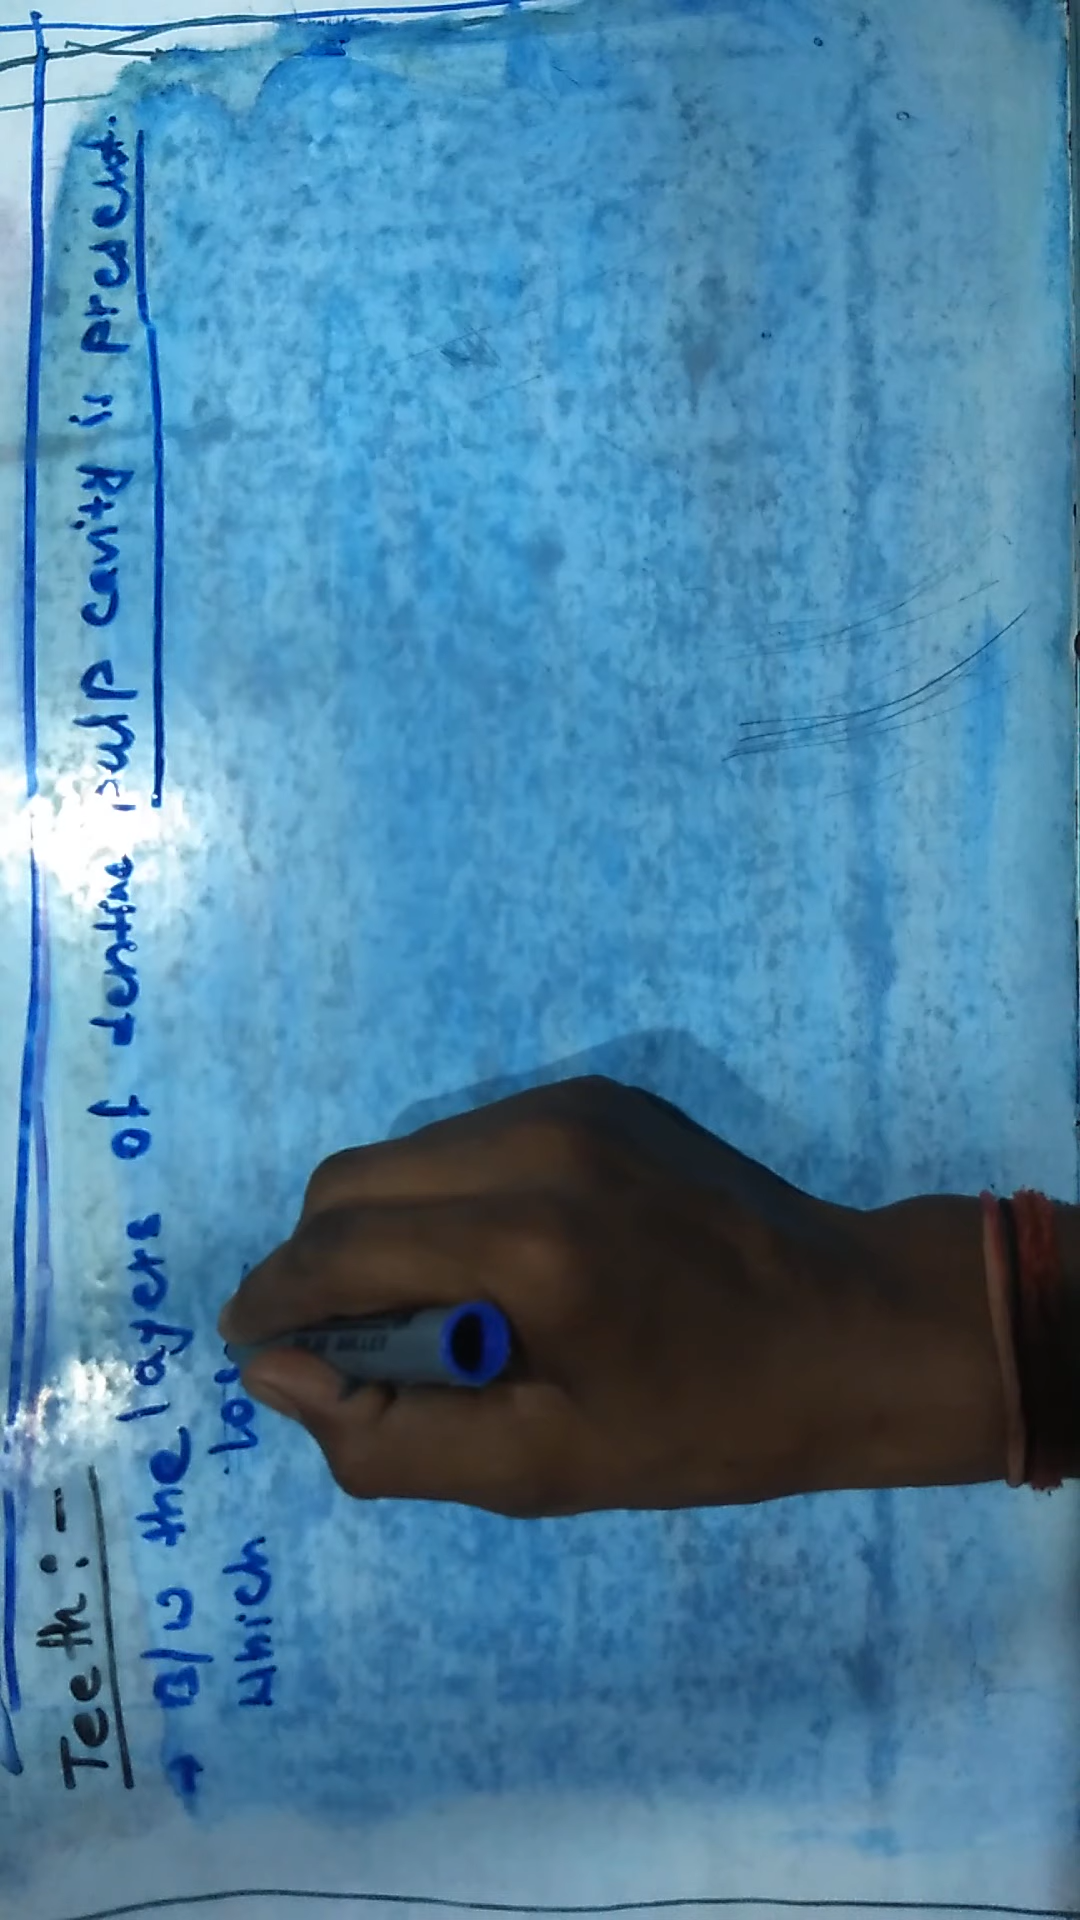 Teeth:-
→ B/w the layers of dentine pulp cavity is present.
which